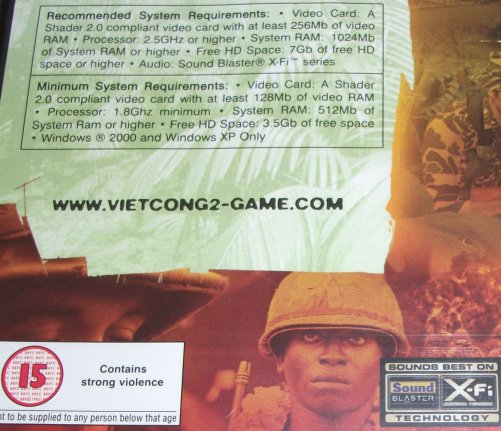 Recommended System Requirements: • Video Card: A
Shader 2.0 compliant video card with at least 256Mb of video
RAM • Processor: 2.5GHz or higher • System RAM: 1024Mb
of System RAM or higher • Free HD Space: 7Gb of free HD
space or higher • Audio: Sound Blaster® X-Fi™ series
Minimum System Requirements: • Video Card: A Shader
2.0 compliant video card with at least 128Mb of video RAM
• Processor: 1.8Ghz minimum • System RAM: 512Mb of
System Ram or higher • Free HD Space: 3.5Gb of free space
• Windows ® 2000 and Windows XP Only
WWW.VIETCONG2-GAME.COM
15
Contains
strong violence
ot to be supplied to any person below that age
SOUNDS BEST ON
Sound
BLASTER
X-Fi
TECHNOLOGY